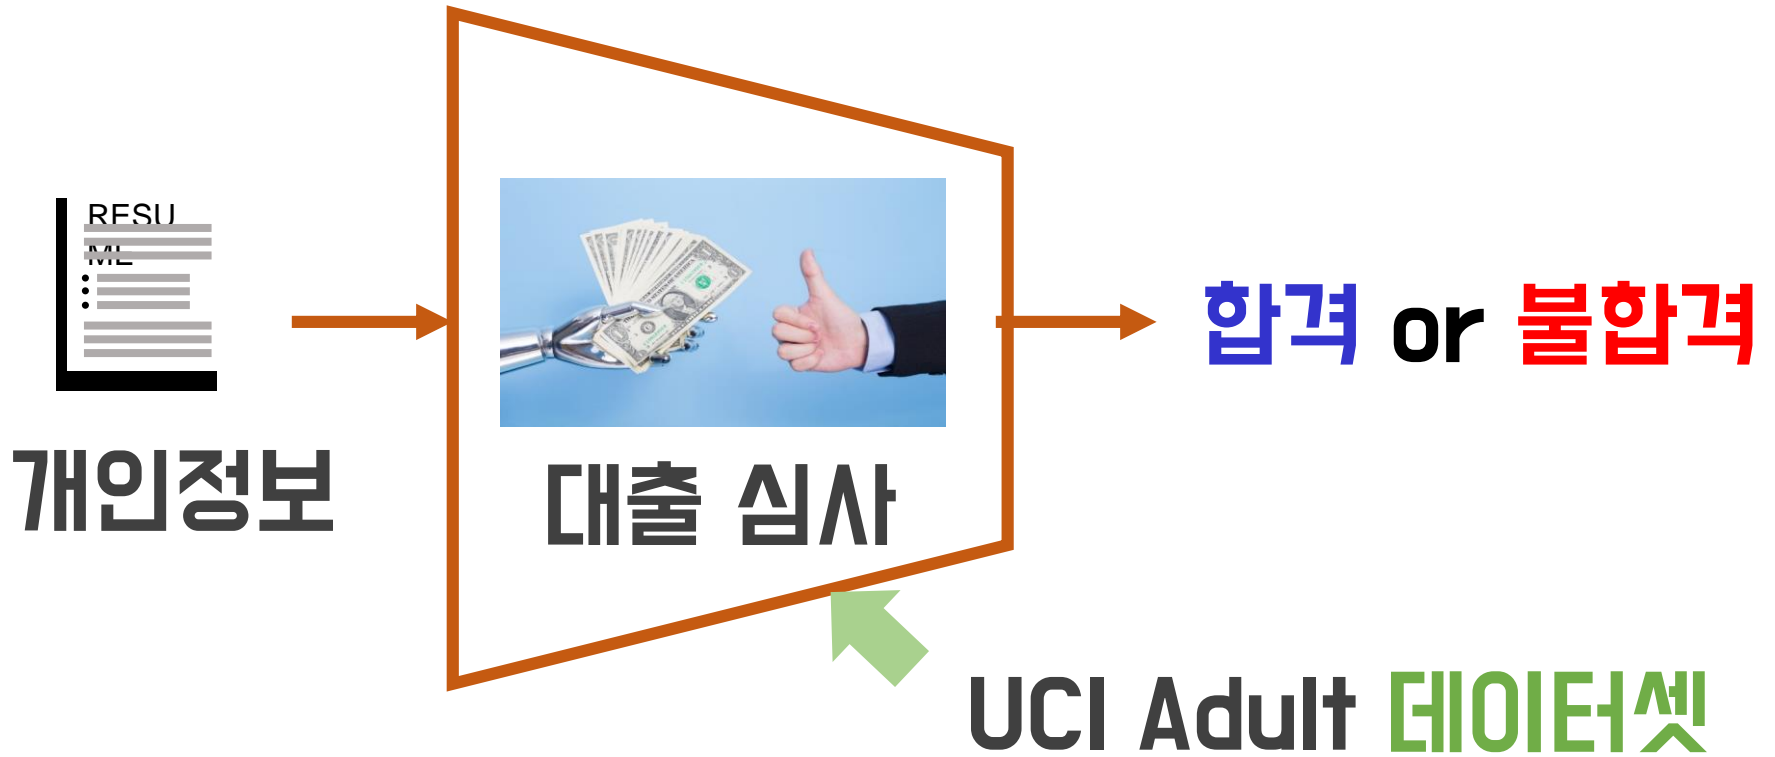 RESU
ME
개인정보
대출 심사
합격 or 불합격
UCI Adult 데이터셋